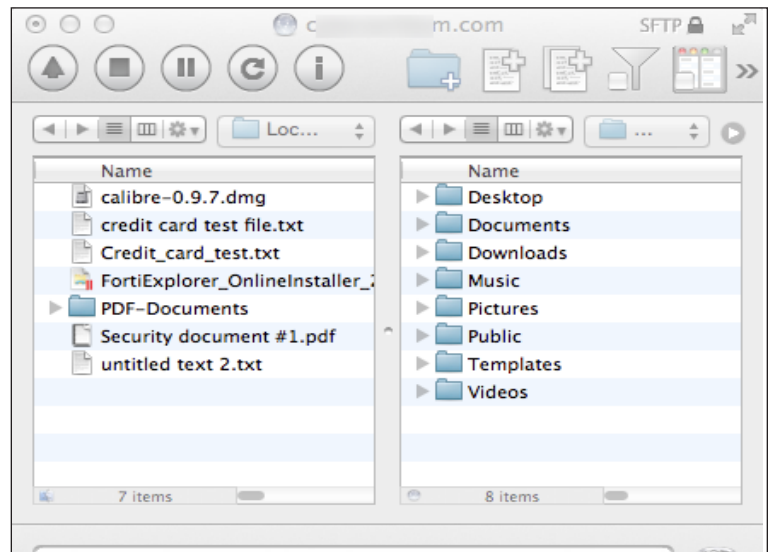 c m.com SFTP
Loc... ...
Name
calibre-0.9.7.dmg
credit card test file.txt
Credit_card_test.txt
FortiExplorer_OnlineInstaller_
PDF-Documents
Security document #1.pdf
untitled text 2.txt
7 items
Name
Desktop
Documents
Downloads
Music
Pictures
Public
Templates
Videos
8 items